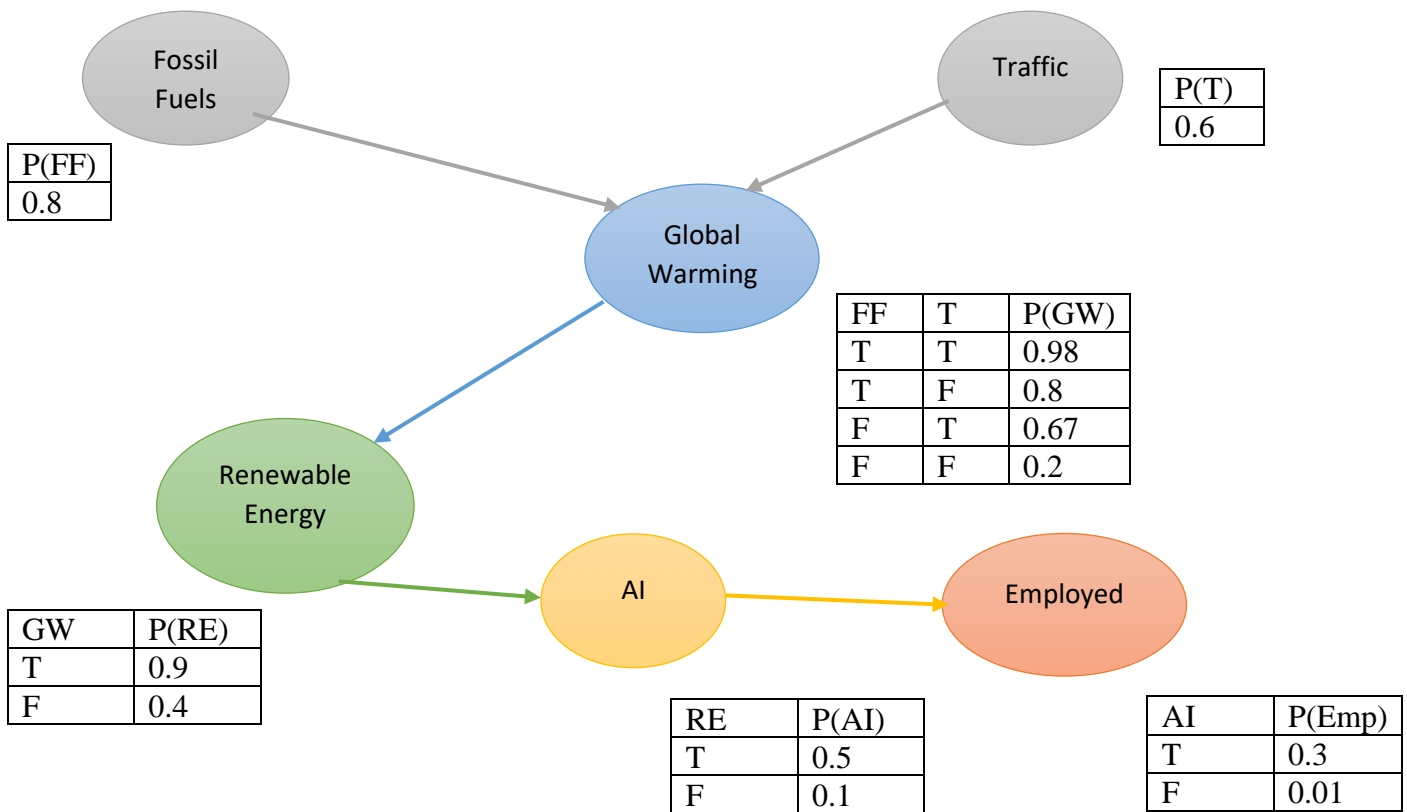 Fossil
Fuels
Traffic
P(T)
0.6
P(FF)
0.8
Global
Warming
FF T P(GW)
T T 0.98
T F 0.8
F T 0.67
F F 0.2
Renewable
Energy
AI
Employed
GW P(RE)
T 0.9
F 0.4
RE P(AI)
T 0.5
F 0.1
AI P(Emp)
T 0.3
F 0.01